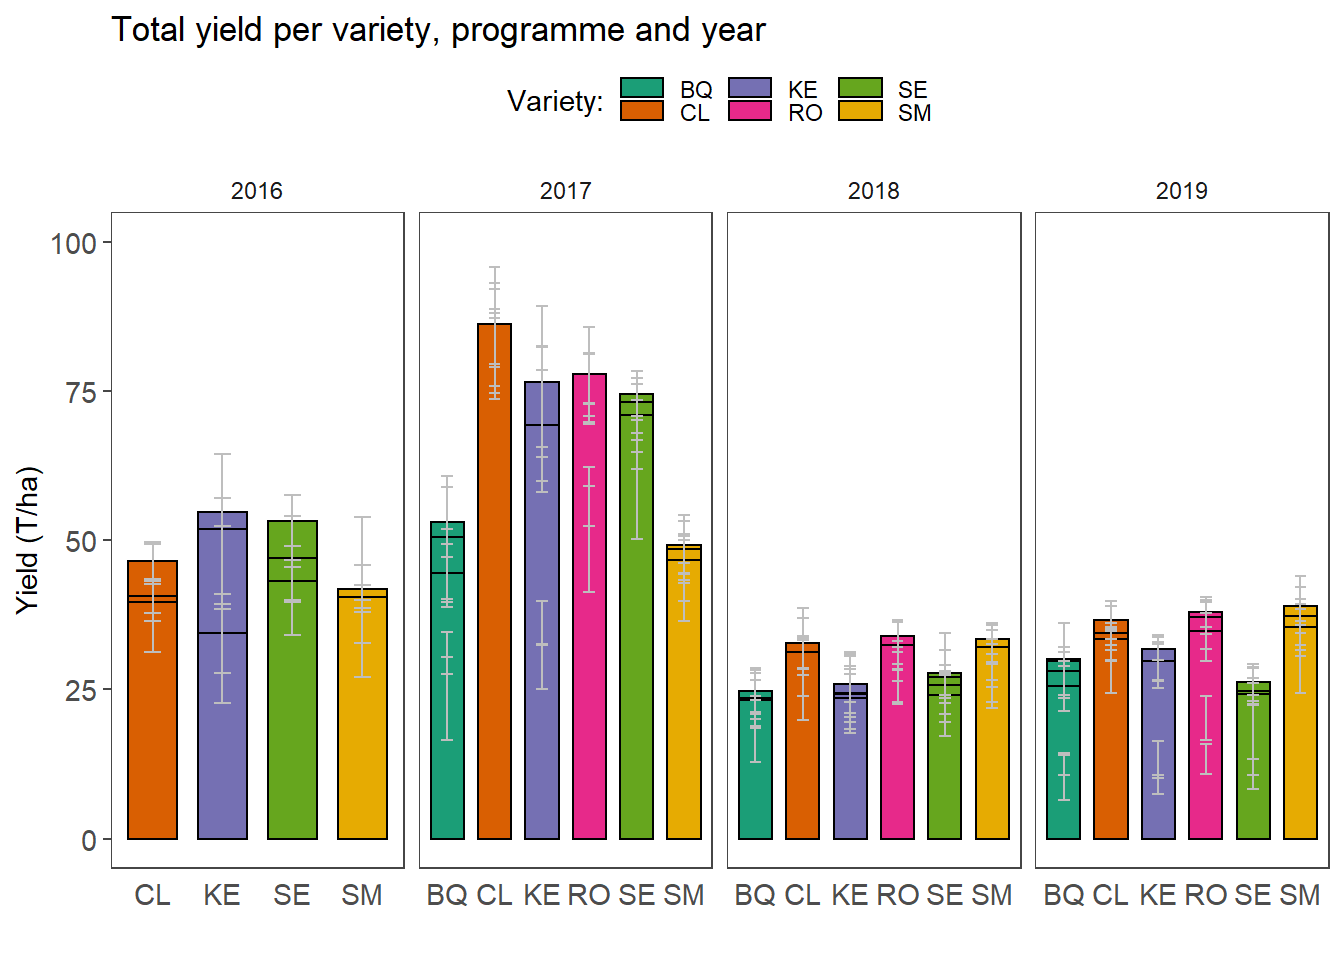 Total yield per variety, programme and year
Variety:
BQ KE SE
CL RO SM
2016 2017 2018 2019
Yield (T/ha)
100
75
50
25
0
CL KE SE SM BQ CL KE RO SE SM BQ CL KE RO SE SM BQ CL KE RO SE SM